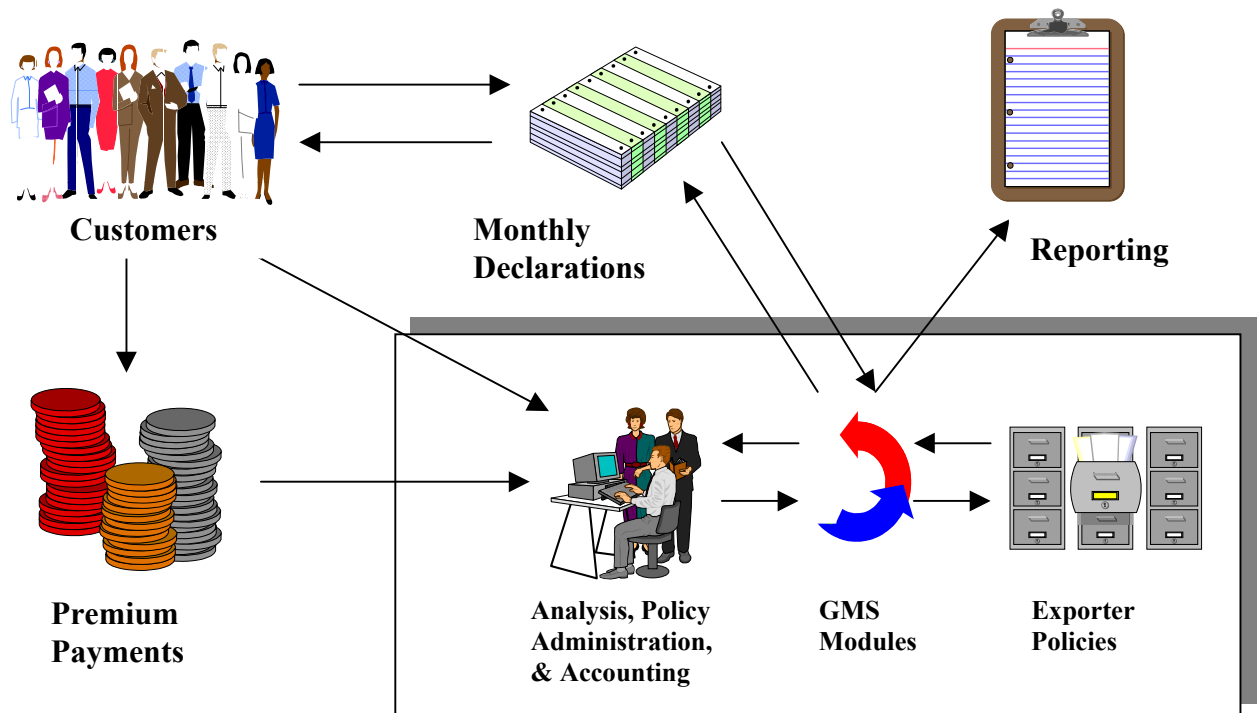 Customers
Monthly
Declarations
Reporting
Premium
Payments
Analysis, Policy
Administration,
& Accounting
GMS
Modules
Exporter
Policies